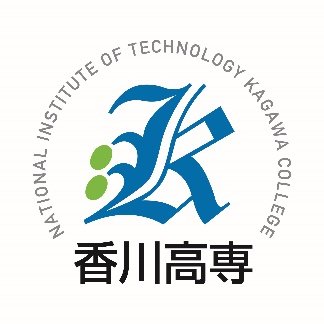 NATIONAL INSTITUTE OF TECHNOLOGY KAGAWA COLLEGE
K
香川高専